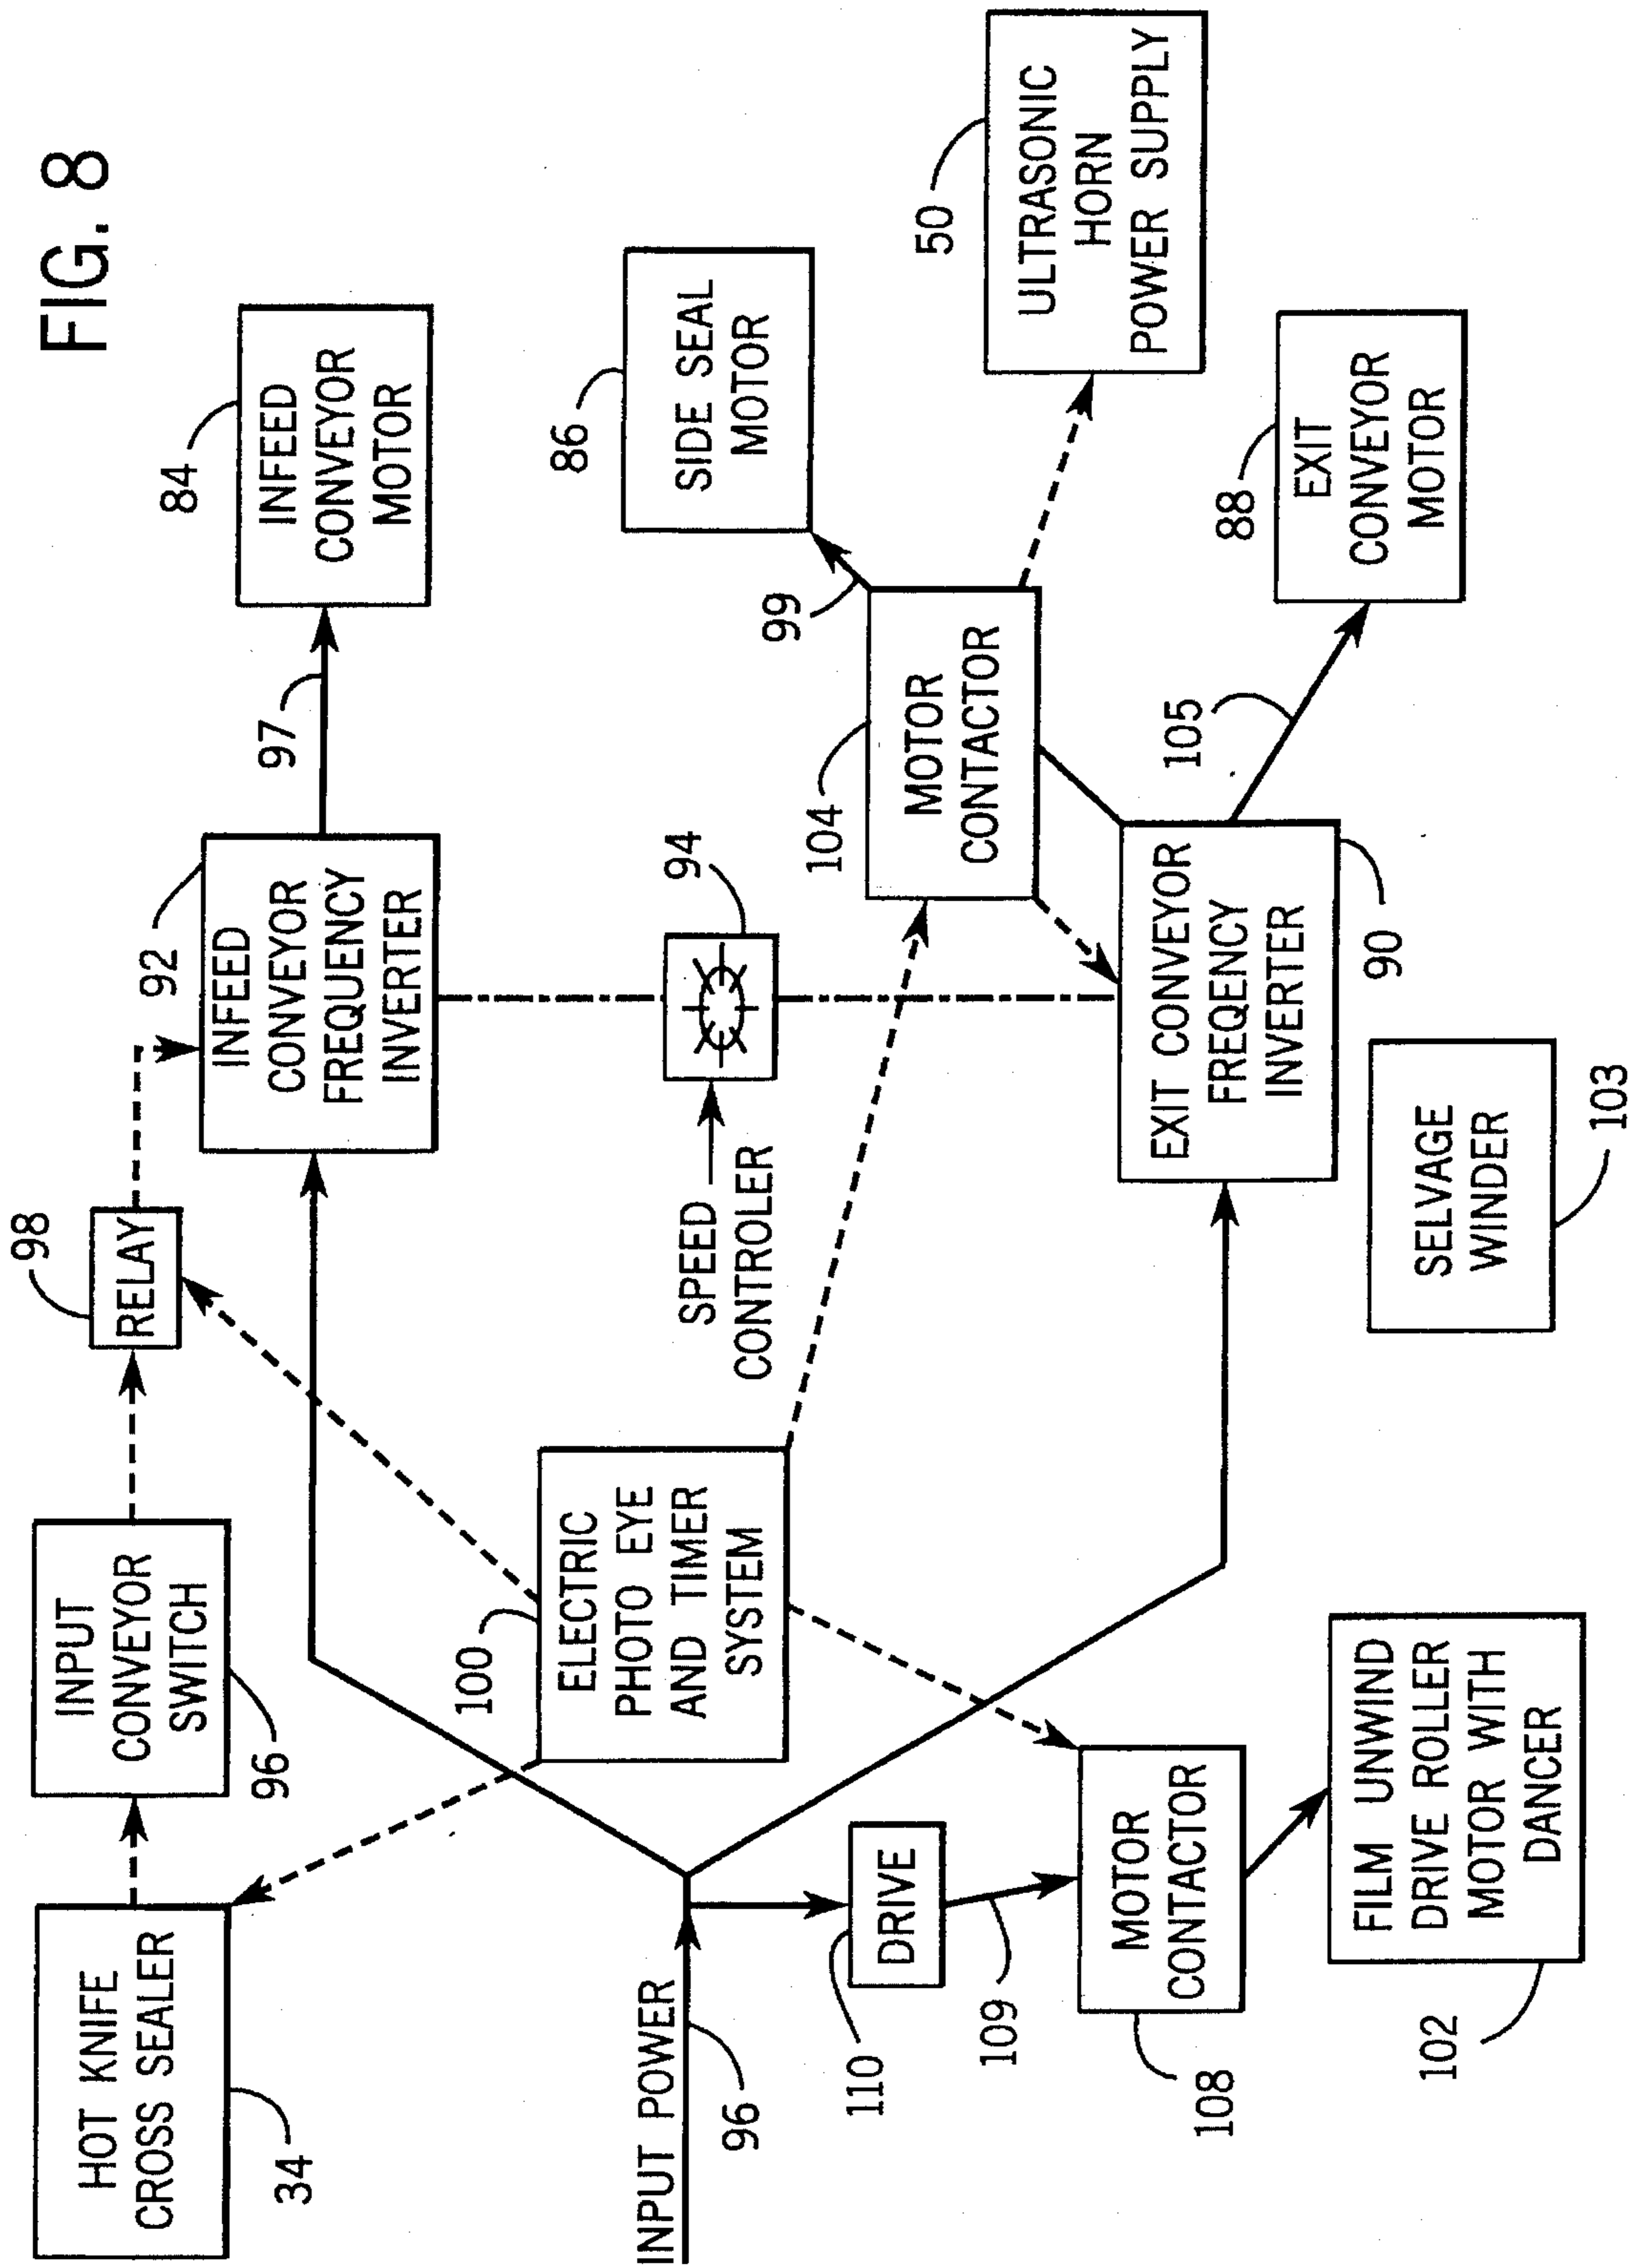 FIG. 8
HOT KNIFE
CROSS SEALER
34
INPUT
CONVEYOR
SWITCH
96
RELAY
98
INFEED
CONVEYOR
FREQUENCY
INVERTER
92
97
INFEED
CONVEYOR
MOTOR
84
INPUT POWER
96
ELECTRIC
PHOTO EYE
AND TIMER
SYSTEM
100
SPEED
CONTROLER
94
MOTOR
CONTACTOR
104
99
SIDE SEAL
MOTOR
86
ULTRASONIC
HORN
POWER SUPPLY
50
DRIVE
110
109
MOTOR
CONTACTOR
108
EXIT CONVEYOR
FREQENCY
INVERTER
90
105
EXIT
CONVEYOR
MOTOR
88
FILM UNWIND
DRIVE ROLLER
MOTOR WITH
DANCER
102
SELVAGE
WINDER
103